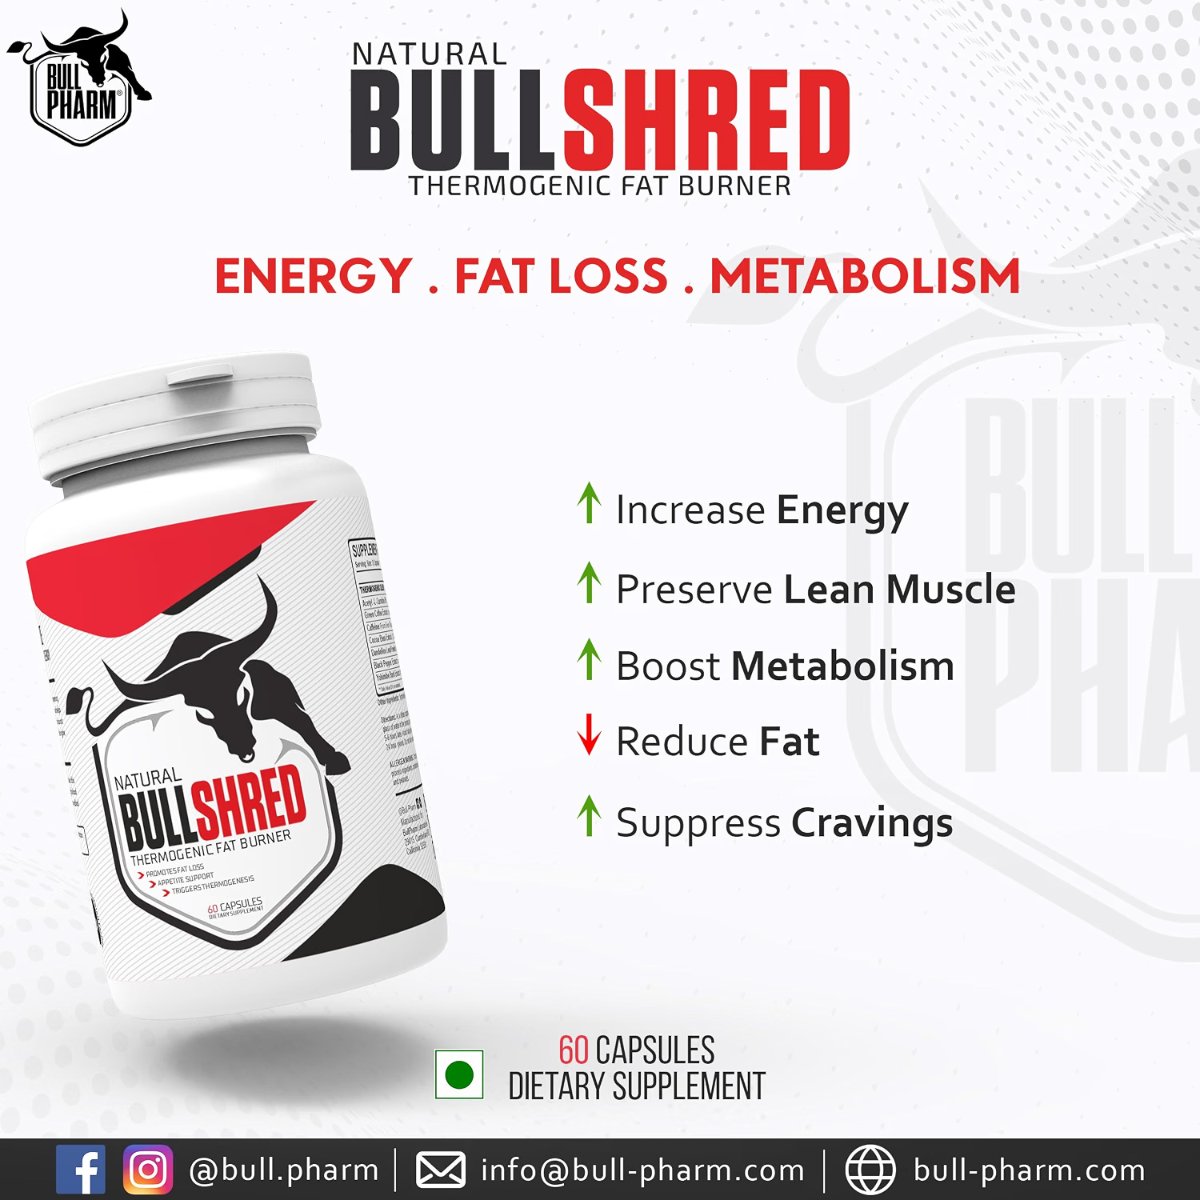 BULL
PHARM®
NATURAL
BULLSHRED
THERMOGENIC FAT BURNER
ENERGY . FAT LOSS . METABOLISM
Increase Energy
Preserve Lean Muscle
Boost Metabolism
Reduce Fat
Suppress Cravings
NATURAL
BULLSHRED
THERMOGENIC FAT BURNER
PROMOTES FAT LOSS
APPETITE SUPPORT
TRIGGERS THERMOGENESIS
60 CAPSULES
DIETARY SUPPLEMENT
BULL
PHA
60 CAPSULES
DIETARY SUPPLEMENT
@bull.pharm
info@bull-pharm.com
bull-pharm.com